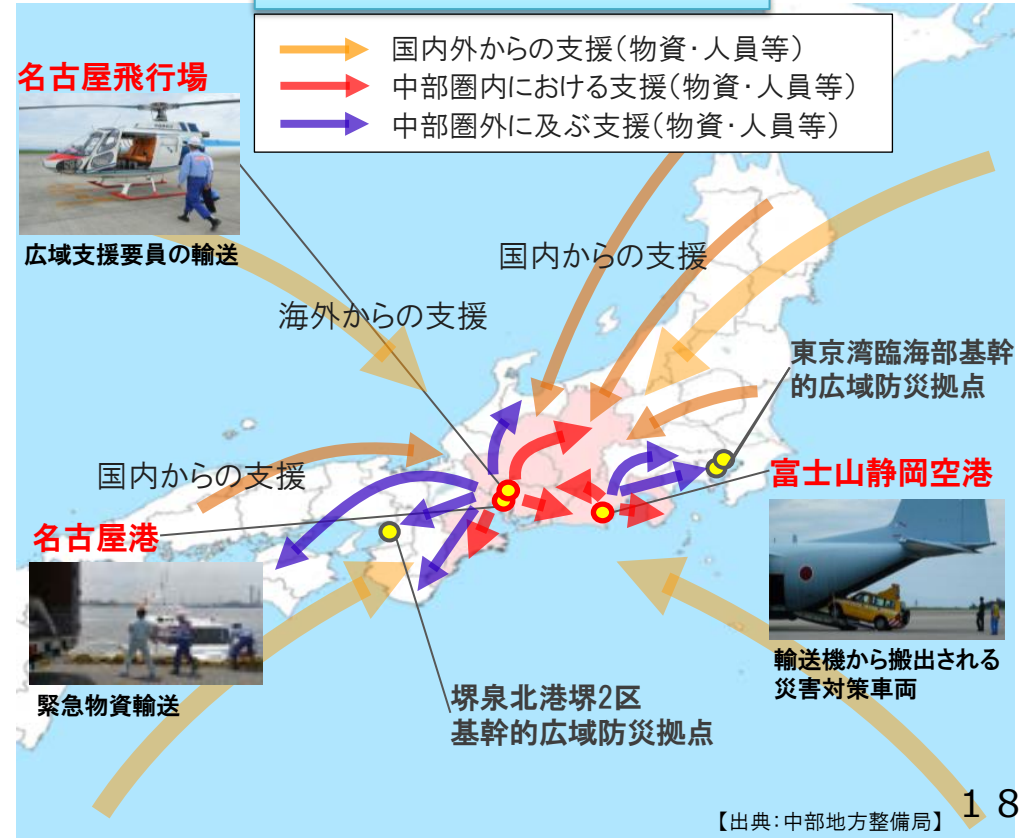 国内外からの支援(物資・人員等)
中部圏内における支援(物資・人員等)
中部圏外に及ぶ支援(物資・人員等)
名古屋飛行場
広域支援要員の輸送
国内からの支援
海外からの支援
東京湾臨海部基幹
的広域防災拠点
国内からの支援
富士山静岡空港
名古屋港
輸送機から搬出される
災害対策車両
緊急物資輸送
堺泉北港堺2区
基幹的広域防災拠点
【出典:中部地方整備局】
18